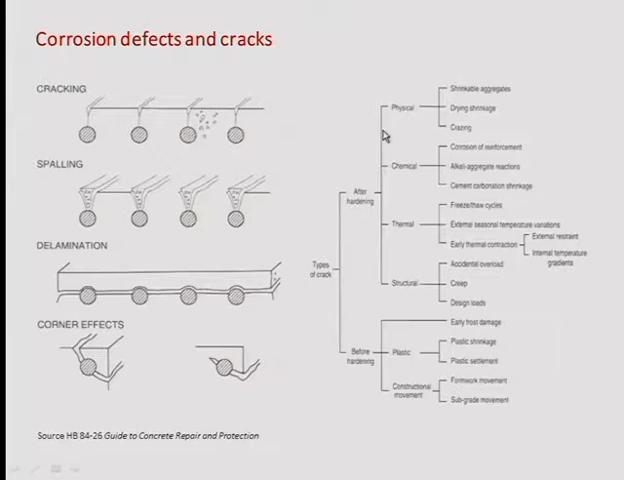 Corrosion defects and cracks
CRACKING
SPALLING
DELAMINATION
CORNER EFFECTS
Source HB 84-26 Guide to Concrete Repair and Protection
Types
of crack
After
hardening
Physical
Shrinkable aggregates
Drying shrinkage
Crazing
Chemical
Corrosion of reinforcement
Alkali-aggregate reactions
Cement carbonation shrinkage
Thermal
Freeze/thaw cycles
External seasonal temperature variations
Early thermal contraction
External restraint
Internal temperature
gradients
Structural
Accidental overload
Creep
Design loads
Before
hardening
Early frost damage
Plastic
Plastic shrinkage
Plastic settlement
Constructional
movement
Formwork movement
Sub-grade movement